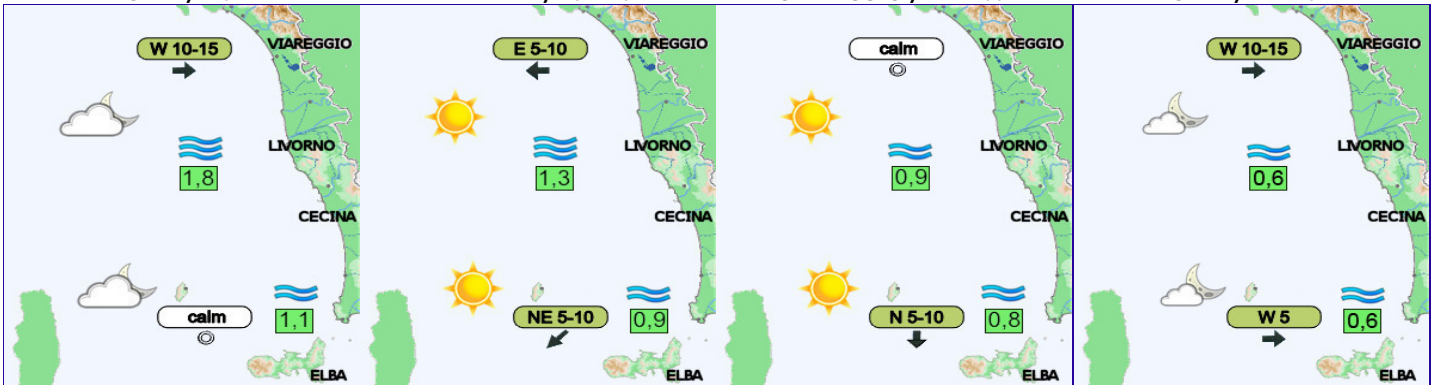 W 10-15
VIAREGGIO
LIVORNO
1,8
CECINA
calm
1,1
ELBA
E 5-10
VIAREGGIO
LIVORNO
1,3
CECINA
NE 5-10
0,9
ELBA
calm
VIAREGGIO
LIVORNO
0,9
CECINA
N 5-10
0,8
ELBA
W 10-15
VIAREGGIO
LIVORNO
0,6
CECINA
W 5
0,6
ELBA